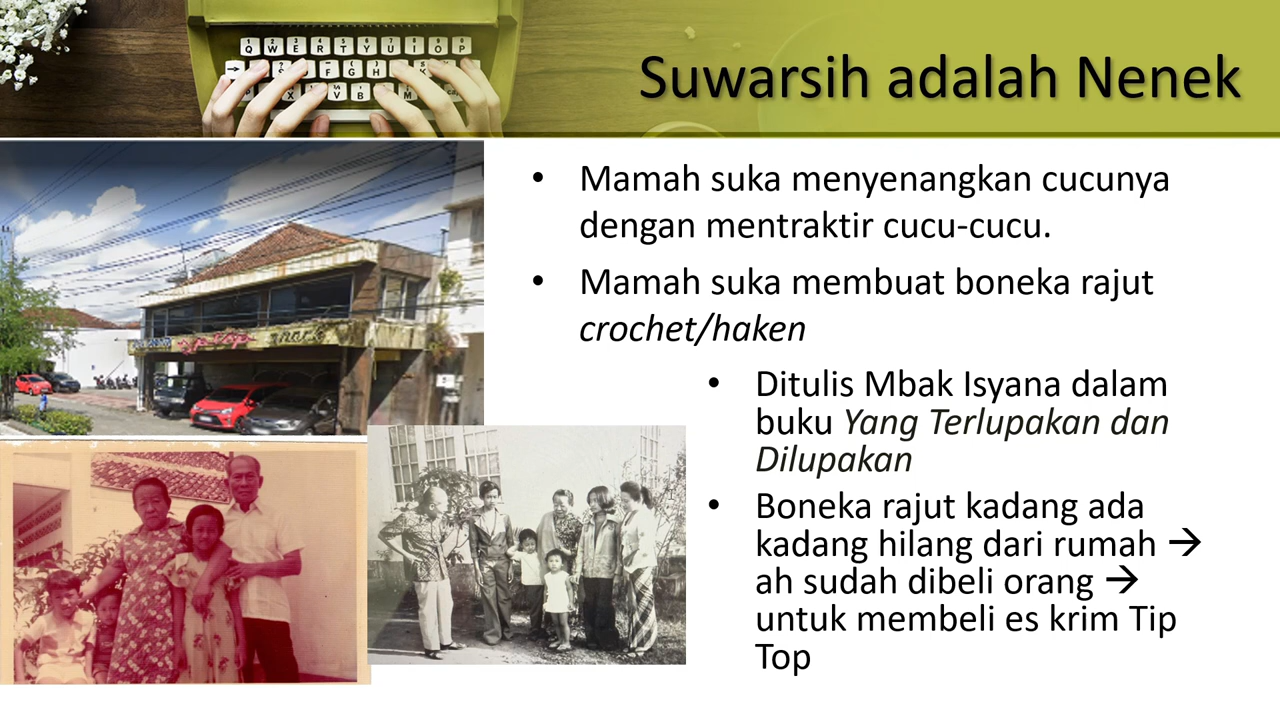 Suwarsih adalah Nenek
• Mamah suka menyenangkan cucunya
dengan mentraktir cucu-cucu.
• Mamah suka membuat boneka rajut
crochet/haken
• Ditulis Mbak Isyana dalam
buku Yang Terlupakan dan
Dilupakan
• Boneka rajut kadang ada
kadang hilang dari rumah →
ah sudah dibeli orang →
untuk membeli es krim Tip
Top